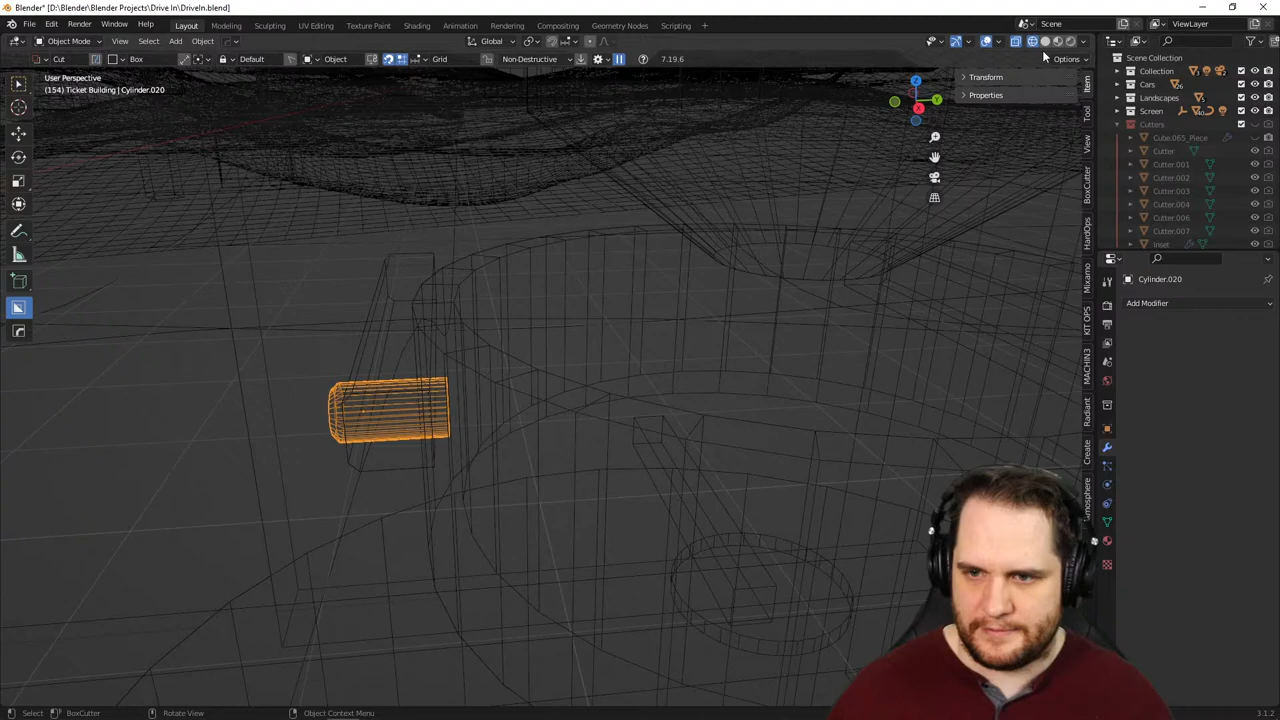 Blender* [D:\Blender\Blender Projects\Drive In\DriveIn.blend]
File Edit Render Window Help Layout Modeling Sculpting UV Editing Texture Paint Shading Animation Rendering Compositing Geometry Nodes Scripting + Scene ViewLayer
Object Mode View Select Add Object Global
Cut Box Default Object Grid Non-Destructive 7.19.6 Options
User Perspective
(154) Ticket Building | Cylinder.020
Transform
Properties
Item
Tool
View
BoxCutter
HardOps
Mixamo
KIT OPS
MACHIN3
Radiant
Create
Scene Collection
Collection
Cars 26
Landscapes 5
Screen
Cutters
Cube.065_Piece
Cutter
Cutter.001
Cutter.002
Cutter.003
Cutter.004
Cutter.006
Cutter.007
Inset
Cylinder.020
Add Modifier
Select BoxCutter Rotate View Object Context Menu 3.1.2